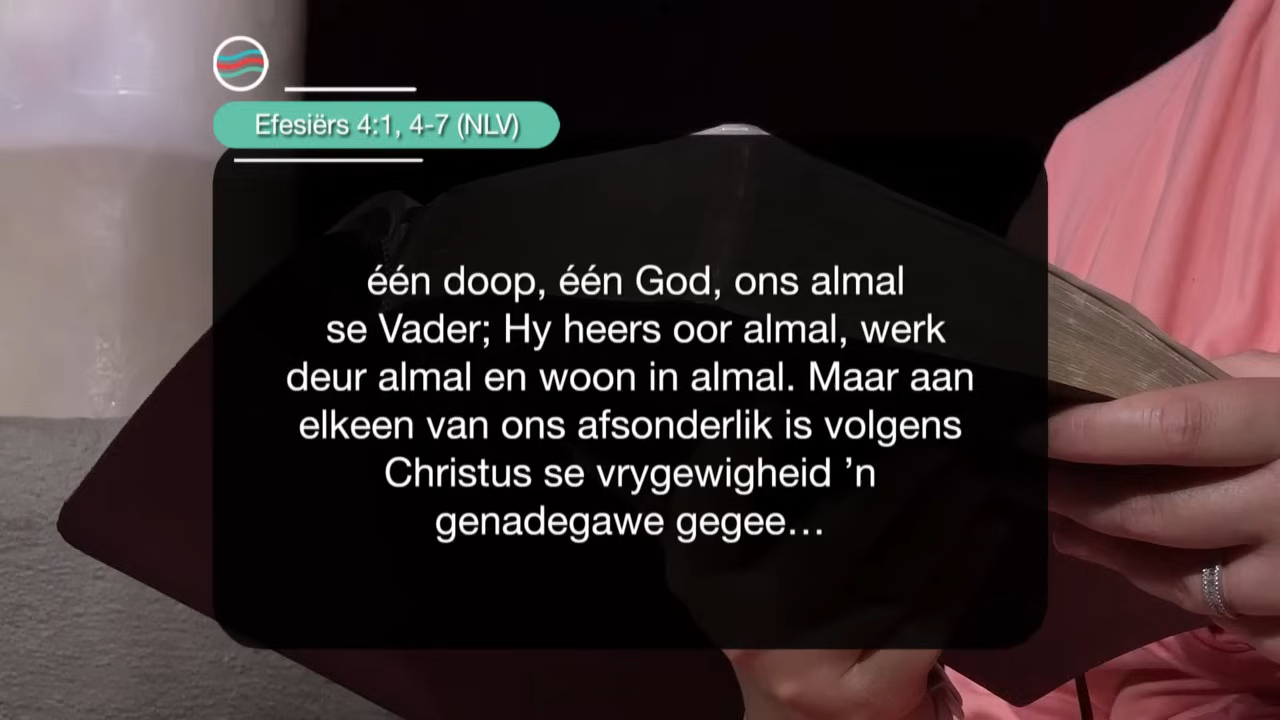 Efesiërs 4:1, 4-7 (NLV)
één doop, één God, ons almal
se Vader; Hy heers oor almal, werk
deur almal en woon in almal. Maar aan
elkeen van ons afsonderlik is volgens
Christus se vrygewigheid ’n
genadegawe gegee…